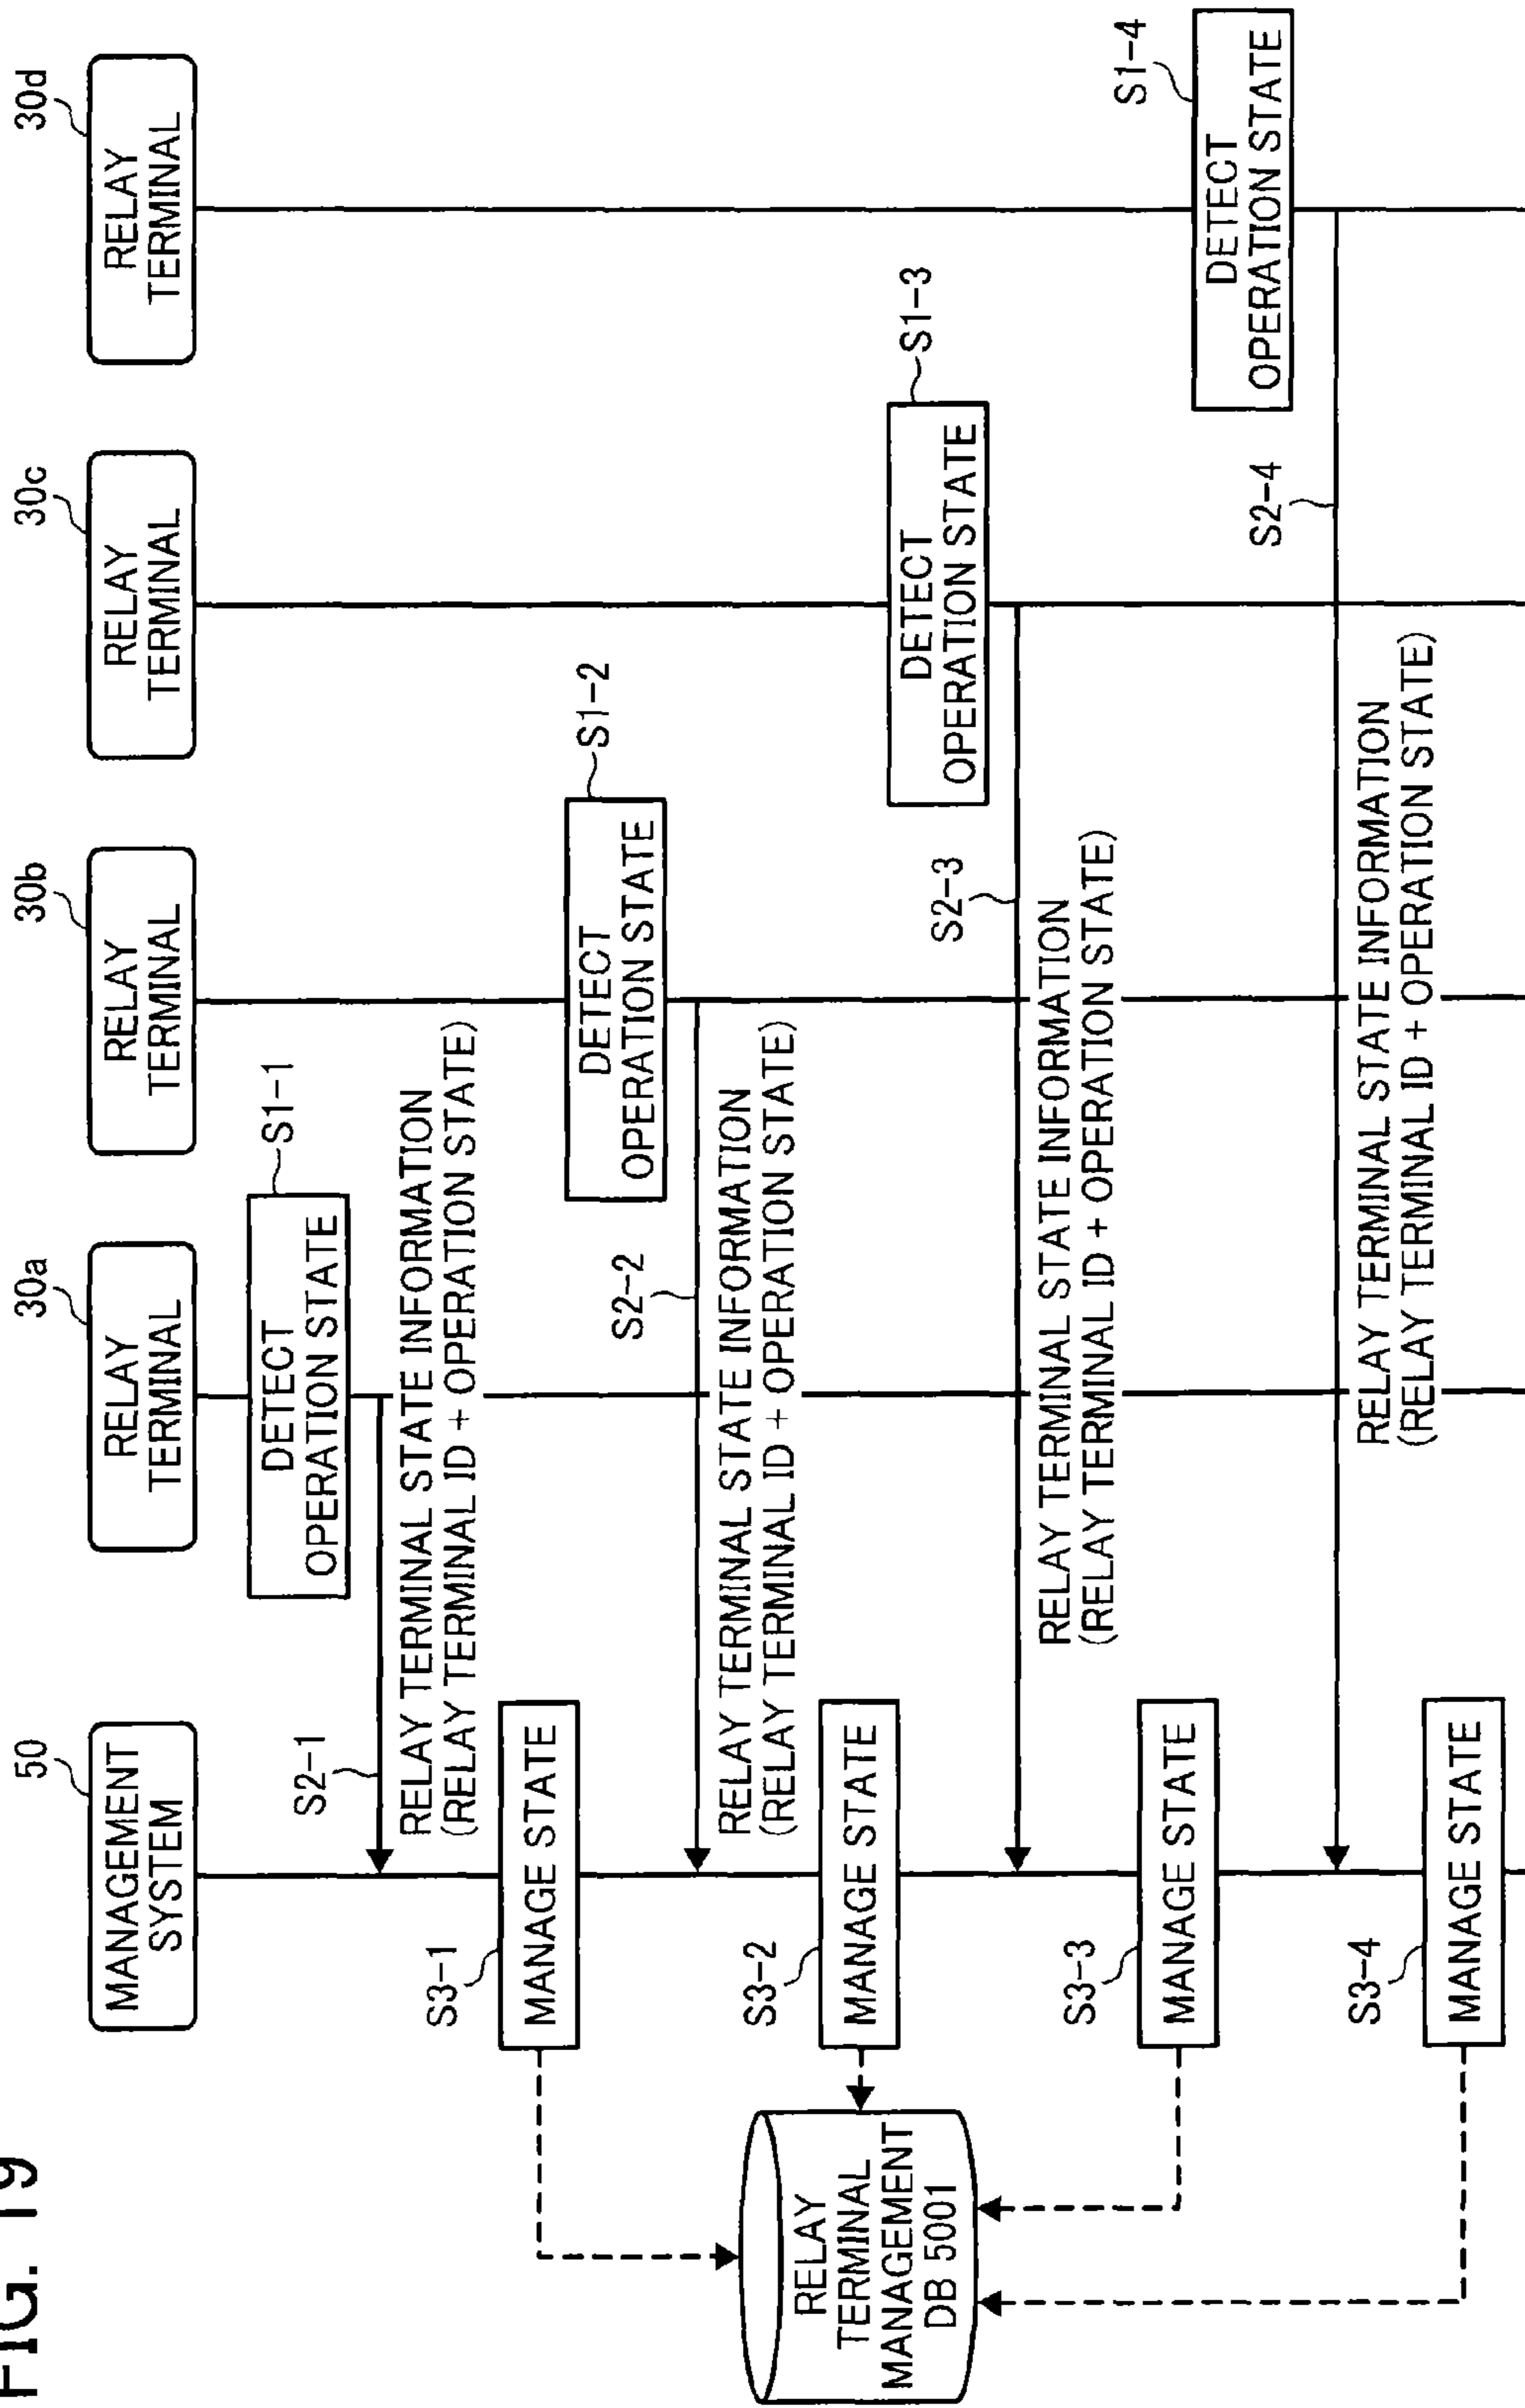 FIG. 19
50
MANAGEMENT
SYSTEM
30a
RELAY
TERMINAL
30b
RELAY
TERMINAL
30c
RELAY
TERMINAL
30d
RELAY
TERMINAL
S1-1
DETECT
OPERATION STATE
S2-1
RELAY TERMINAL STATE INFORMATION
(RELAY TERMINAL ID + OPERATION STATE)
S3-1
MANAGE STATE
S1-2
DETECT
OPERATION STATE
S2-2
RELAY TERMINAL STATE INFORMATION
(RELAY TERMINAL ID + OPERATION STATE)
S3-2
MANAGE STATE
RELAY
TERMINAL
MANAGEMENT
DB 5001
S1-3
DETECT
OPERATION STATE
S2-3
RELAY TERMINAL STATE INFORMATION
(RELAY TERMINAL ID + OPERATION STATE)
S3-3
MANAGE STATE
S1-4
DETECT
OPERATION STATE
S2-4
RELAY TERMINAL STATE INFORMATION
(RELAY TERMINAL ID + OPERATION STATE)
S3-4
MANAGE STATE